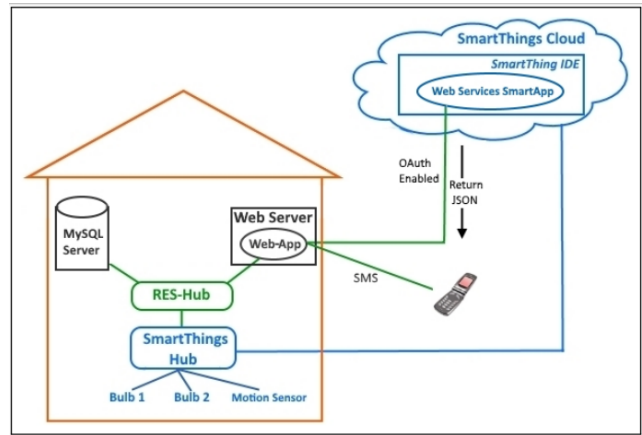 SmartThings Cloud
SmartThing IDE
Web Services SmartApp
OAuth
Enabled
Return
JSON
MySQL
Server
Web Server
Web-App
SMS
RES-Hub
SmartThings
Hub
Bulb 1
Bulb 2
Motion Sensor